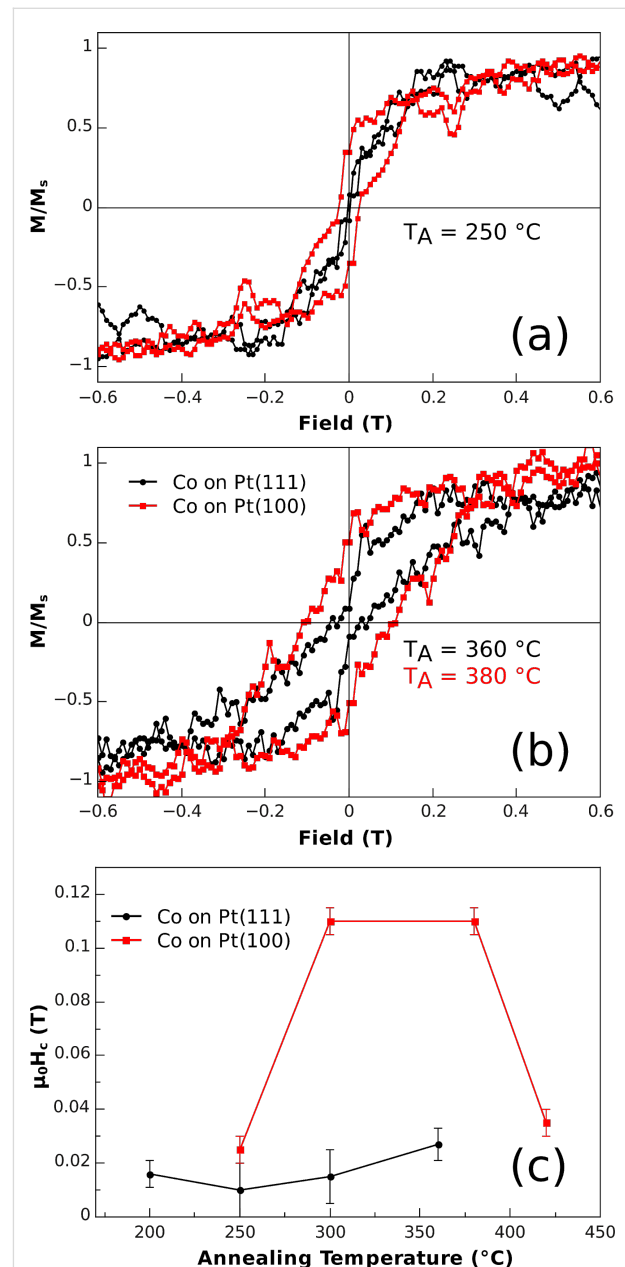 1
0.5
0
−0.5
−1
M/Mₛ
T_A = 250 °C
(a)
−0.6 −0.4 −0.2 0 0.2 0.4 0.6
Field (T)
1
0.5
0
−0.5
−1
M/Mₛ
Co on Pt(111)
Co on Pt(100)
T_A = 360 °C
T_A = 380 °C
(b)
−0.6 −0.4 −0.2 0 0.2 0.4 0.6
Field (T)
0.12
0.1
0.08
0.06
0.04
0.02
0
μ₀H_c (T)
Co on Pt(111)
Co on Pt(100)
(c)
200 250 300 350 400 450
Annealing Temperature (°C)